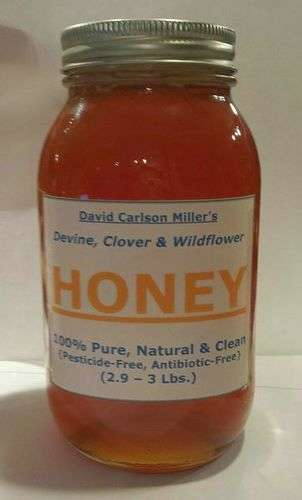 David Carlson Miller's
Devine, Clover & Wildflower
HONEY
100% Pure, Natural & Clean
(Pesticide-Free, Antibiotic-Free)
(2.9 – 3 Lbs.)